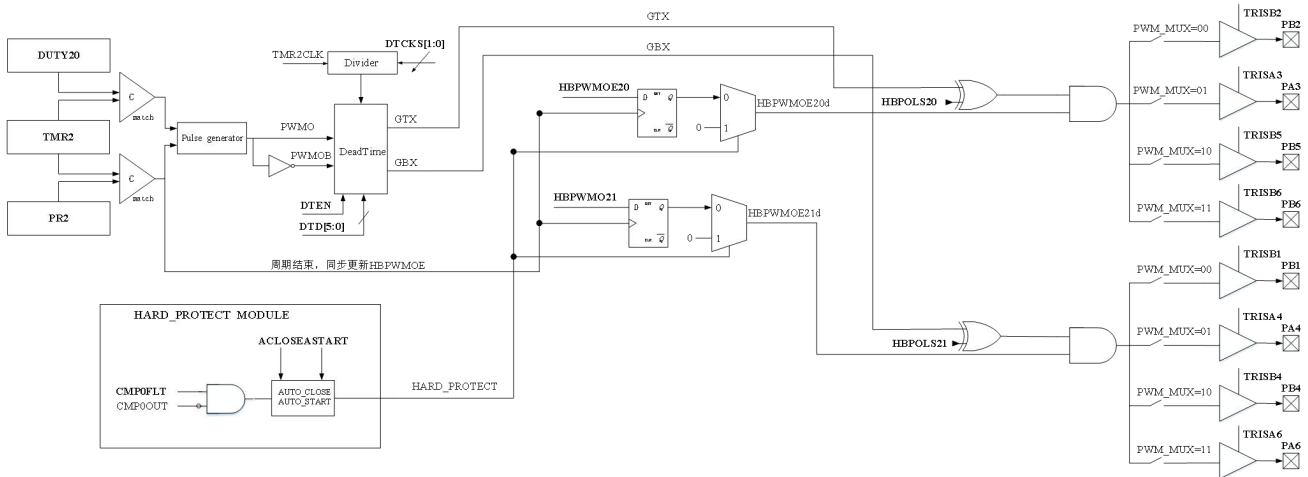 DUTY20
TMR2
PR2
C
match
C
match
Pulse generator
PWMO
PWMOB
TMR2CLK
DTCKS[1:0]
Divider
DeadTime
GTX
GBX
DTEN
DTD[5:0]
周期结束，同步更新HBPWMOE
HARD_PROTECT MODULE
ACLOSEASTART
CMP0FLT
CMP0OUT
AUTO_CLOSE
AUTO_START
HARD_PROTECT
GTX
GBX
HBPWMOE20
D
Q
Q
0
0
1
HBPWMOE20d
HBPWMO21
D
Q
Q
0
0
1
HBPWMOE21d
HBPOLS20
HBPOLS21
PWM_MUX=00
TRISB2
PB2
PWM_MUX=01
TRISA3
PA3
PWM_MUX=10
TRISB5
PB5
PWM_MUX=11
TRISB6
PB6
PWM_MUX=00
TRISB1
PB1
PWM_MUX=01
TRISA4
PA4
PWM_MUX=10
TRISB4
PB4
PWM_MUX=11
TRISA6
PA6